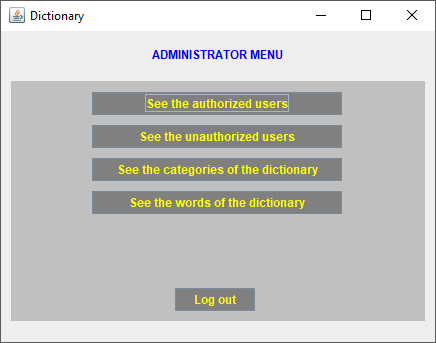 Dictionary
ADMINISTRATOR MENU
See the authorized users
See the unauthorized users
See the categories of the dictionary
See the words of the dictionary
Log out